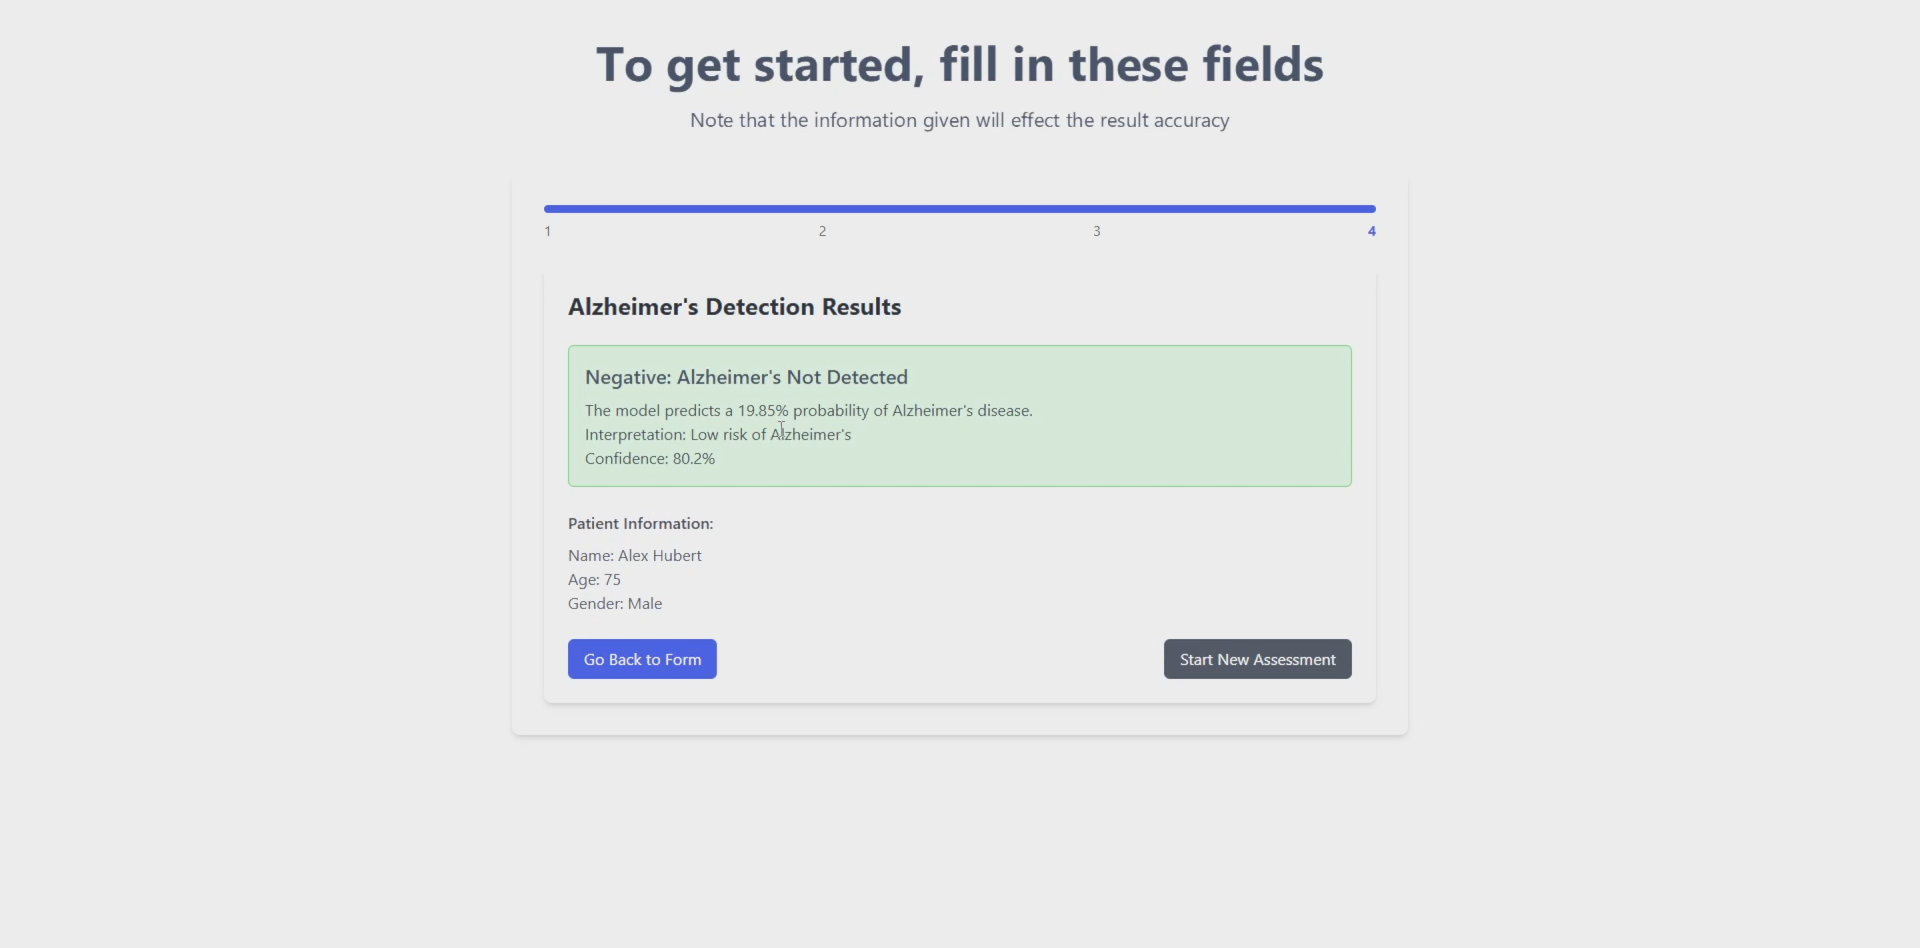 To get started, fill in these fields
Note that the information given will effect the result accuracy
1 2 3 4
Alzheimer's Detection Results
Negative: Alzheimer's Not Detected
The model predicts a 19.85% probability of Alzheimer's disease.
Interpretation: Low risk of Alzheimer's
Confidence: 80.2%
Patient Information:
Name: Alex Hubert
Age: 75
Gender: Male
Go Back to Form Start New Assessment